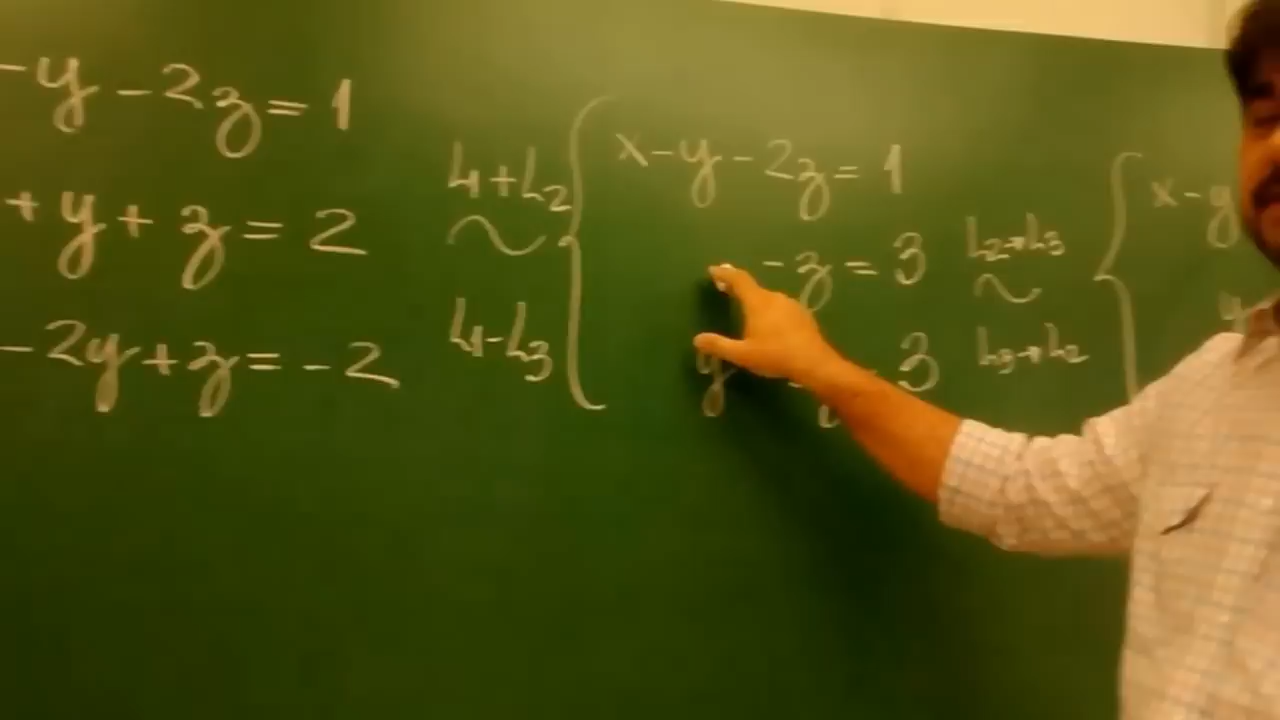 -y-2z=1
+y+z=2
-2y+z=-2
L1+L2
~
L1-L3
x-y-2z=1
-z=3
y 3
L2→L3
~
L3→L2
x-y
y